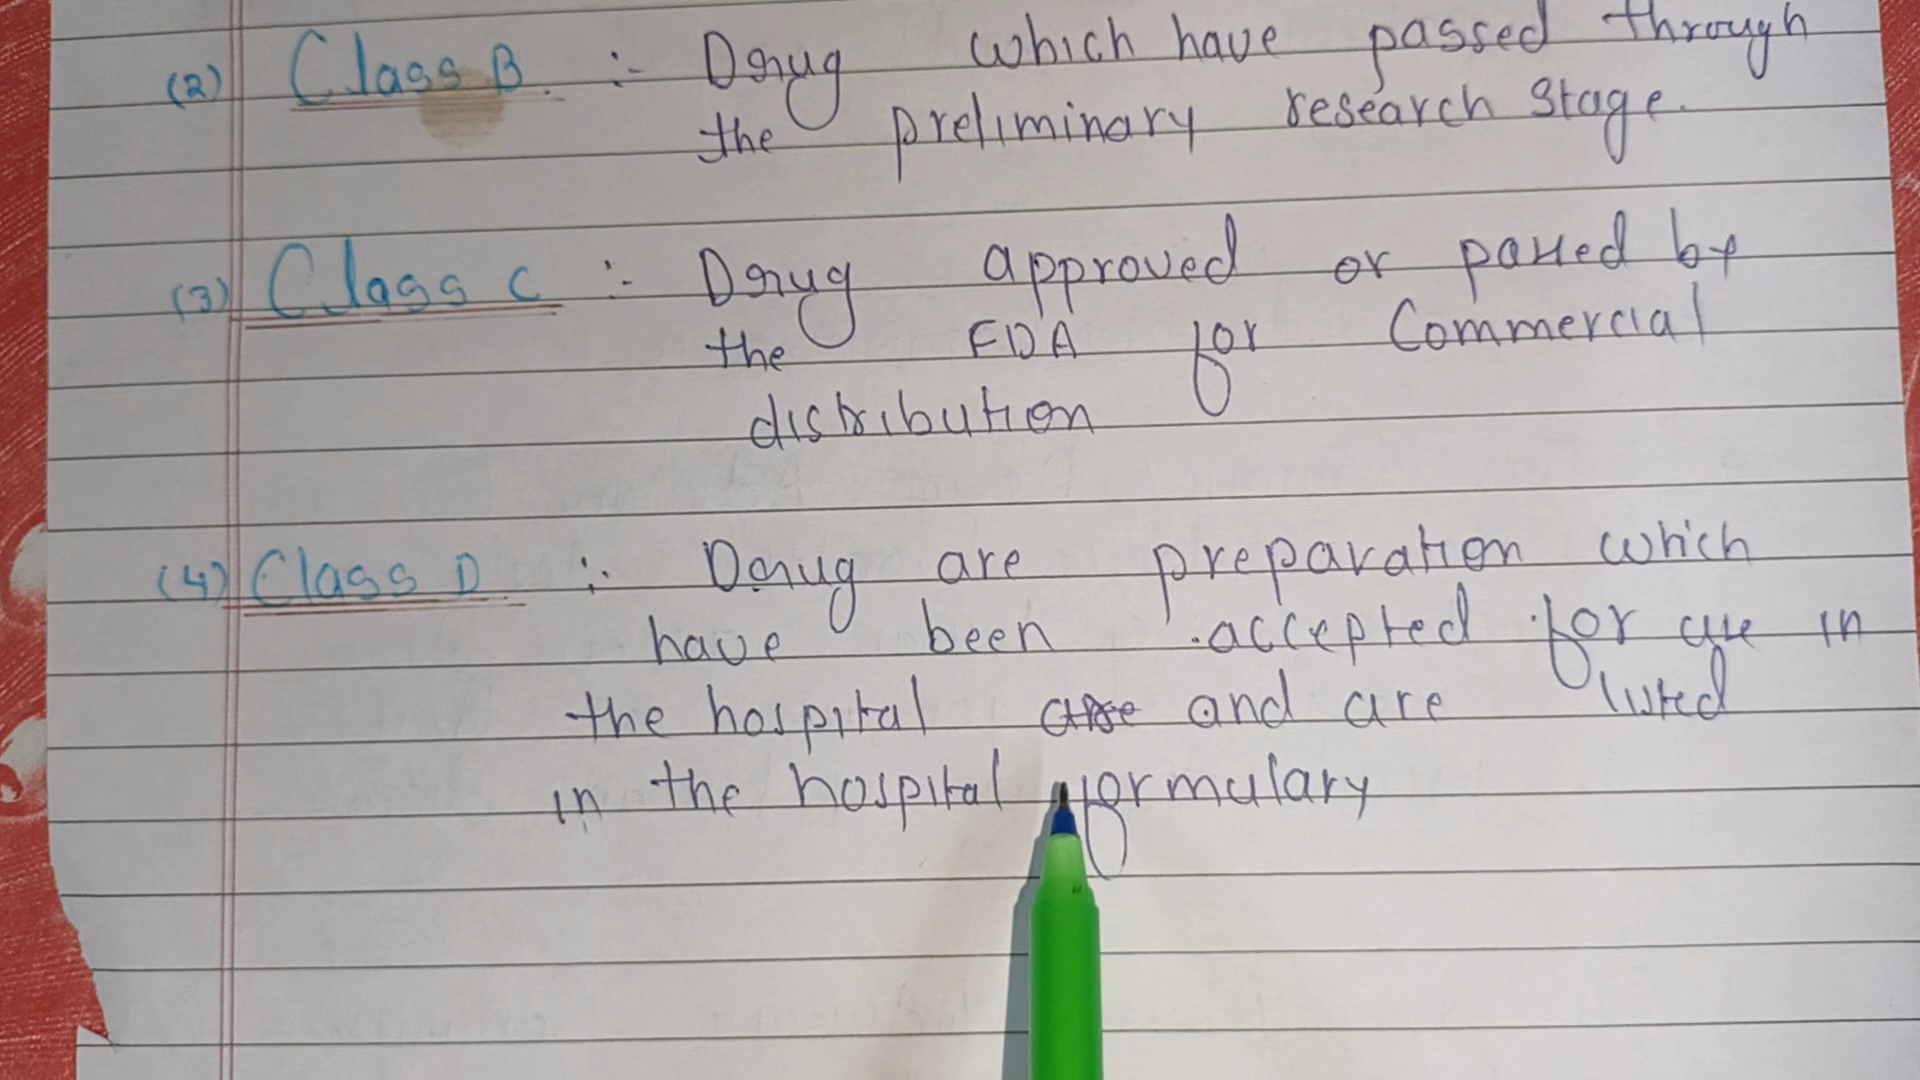 (2) Class B. :- Drug which have passed through
the preliminary research stage.
(3) Class C :- Drug approved or passed by
the FDA for Commercial
distribution
(4) Class D :- Drug are preparation which
have been accepted for use in
the hospital and are listed
in the hospital formulary